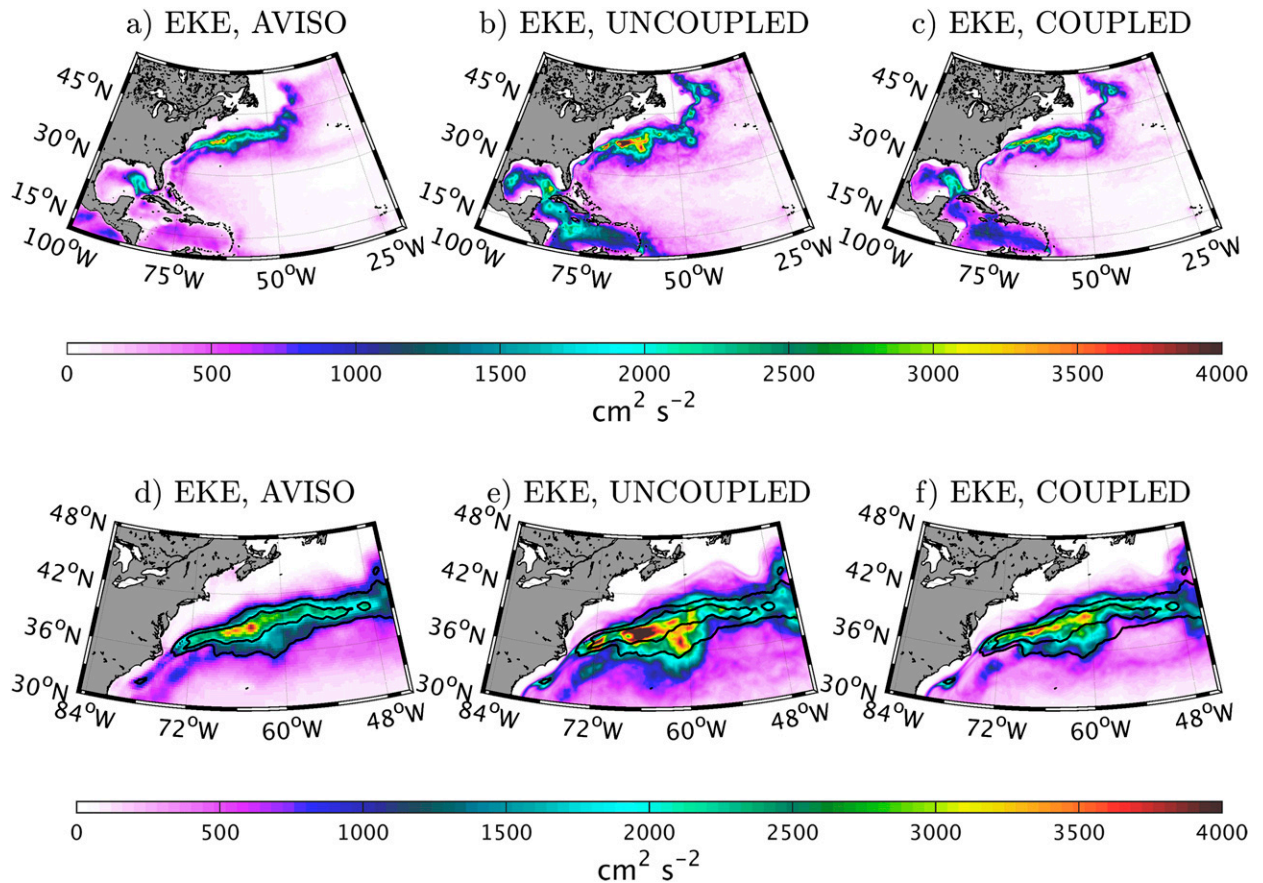 a) EKE, AVISO
b) EKE, UNCOUPLED
c) EKE, COUPLED
45°N
30°N
15°N
100°W
75°W
50°W
25°W
45°N
30°N
15°N
100°W
75°W
50°W
25°W
45°N
30°N
15°N
100°W
75°W
50°W
25°W
0 500 1000 1500 2000 2500 3000 3500 4000
cm² s⁻²
d) EKE, AVISO
e) EKE, UNCOUPLED
f) EKE, COUPLED
48°N
42°N
36°N
30°N
84°W
72°W
60°W
48°W
48°N
42°N
36°N
30°N
84°W
72°W
60°W
48°W
48°N
42°N
36°N
30°N
84°W
72°W
60°W
48°W
0 500 1000 1500 2000 2500 3000 3500 4000
cm² s⁻²